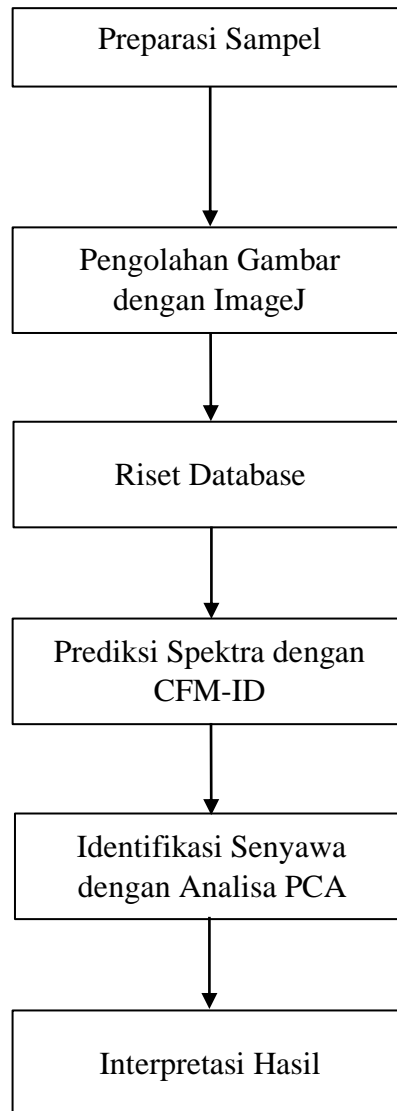 Preparasi Sampel
Pengolahan Gambar
dengan ImageJ
Riset Database
Prediksi Spektra dengan
CFM-ID
Identifikasi Senyawa
dengan Analisa PCA
Interpretasi Hasil